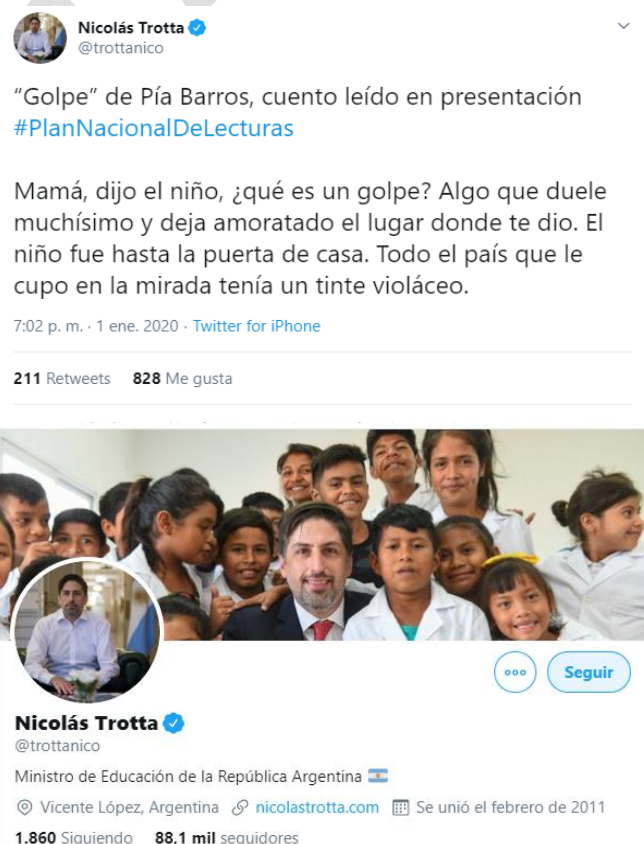 Nicolás Trotta
@trottanico
“Golpe” de Pía Barros, cuento leído en presentación
#PlanNacionalDeLecturas
Mamá, dijo el niño, ¿qué es un golpe? Algo que duele
muchísimo y deja amoratado el lugar donde te dio. El
niño fue hasta la puerta de casa. Todo el país que le
cupo en la mirada tenía un tinte violáceo.
7:02 p. m. · 1 ene. 2020 · Twitter for iPhone
211 Retweets 828 Me gusta
Seguir
Nicolás Trotta
@trottanico
Ministro de Educación de la República Argentina
Vicente López, Argentina nicolastrotta.com Se unió el febrero de 2011
1.860 Siguiendo 88,1 mil seguidores